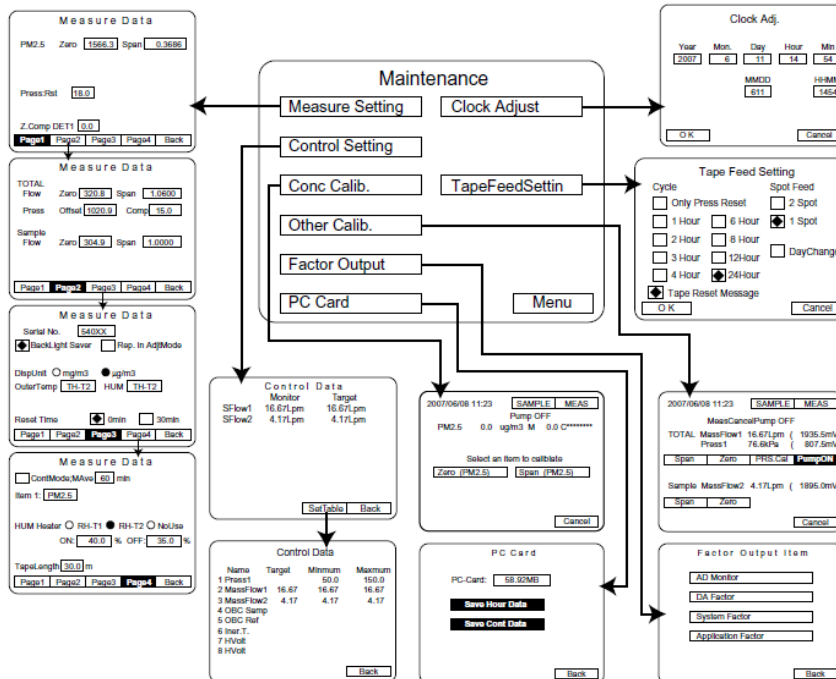 Measure Data
PM2.5 Zero 1566.3 Span 0.3686
Press:Rst 18.0
Z.Comp DET1 0.0
Page1 Page2 Page3 Page4 Back
Measure Data
TOTAL
Flow Zero 320.8 Span 1.0600
Press Offset 1020.9 Comp 15.0
Sample
Flow Zero 304.9 Span 1.0000
Page1 Page2 Page3 Page4 Back
Measure Data
Serial No. 540XX
BackLight Saver Rep. In AdjtMode
DispUnit mg/m3 µg/m3
OuterTemp TH-T2 HUM TH-T2
Reset Time 0min 30min
Page1 Page2 Page3 Page4 Back
Measure Data
ContMode;MAve 60 min
Item 1: PM2.5
HUM Heater RH-T1 RH-T2 NoUse
ON: 40.0 % OFF: 35.0 %
TapeLength 30.0 m
Page1 Page2 Page3 Page4 Back
Maintenance
Measure Setting Clock Adjust
Control Setting
Conc Calib. TapeFeedSettin
Other Calib.
Factor Output
PC Card Menu
Clock Adj.
Year Mon. Day Hour Min
2007 6 11 14 54
MMDD HHMM
611 1454
OK Cancel
Tape Feed Setting
Cycle Spot Feed
Only Press Reset 2 Spot
1 Hour 6 Hour 1 Spot
2 Hour 8 Hour
3 Hour 12Hour DayChange
4 Hour 24Hour
Tape Reset Message
OK Cancel
Control Data
Monitor Target
SFlow1 16.67Lpm 16.67Lpm
SFlow2 4.17Lpm 4.17Lpm
SetTable Back
Control Data
Name Target Minimum Maxmum
1 Press1 50.0 150.0
2 MassFlow1 16.67 16.67 16.67
3 MassFlow2 4.17 4.17 4.17
4 OBC Samp
5 OBC Ref
6 Iner.T.
7 HVolt
8 HVolt
Back
2007/06/08 11:23 SAMPLE MEAS
Pump OFF
PM2.5 0.0 ug/m3 M 0.0 C********
Select an item to caliblate
Zero (PM2.5) Span (PM2.5)
Cancel
PC Card
PC-Card: 58.92MB
Save Hour Data
Save Cont Data
Back
2007/06/08 11:23 SAMPLE MEAS
MeasCancelPump OFF
TOTAL MassFlow1 16.67Lpm ( 1935.5mV
Press1 76.6kPa ( 807.5mV
Span Zero PRS.Cal PumpON
Sample MassFlow2 4.17Lpm ( 1895.0mV
Span Zero
Cancel
Factor Output Item
AD Monitor
DA Factor
System Factor
Application Factor
Back